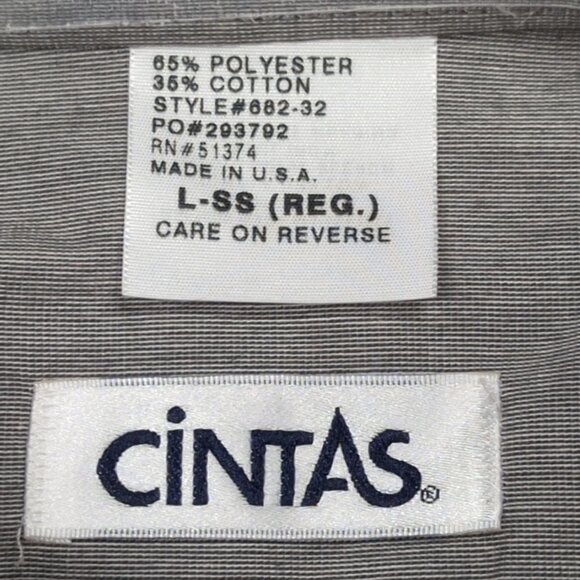 65% POLYESTER
35% COTTON
STYLE#682-32
PO#293792
RN#51374
MADE IN U.S.A.
L-SS (REG.)
CARE ON REVERSE
CiNTAS®